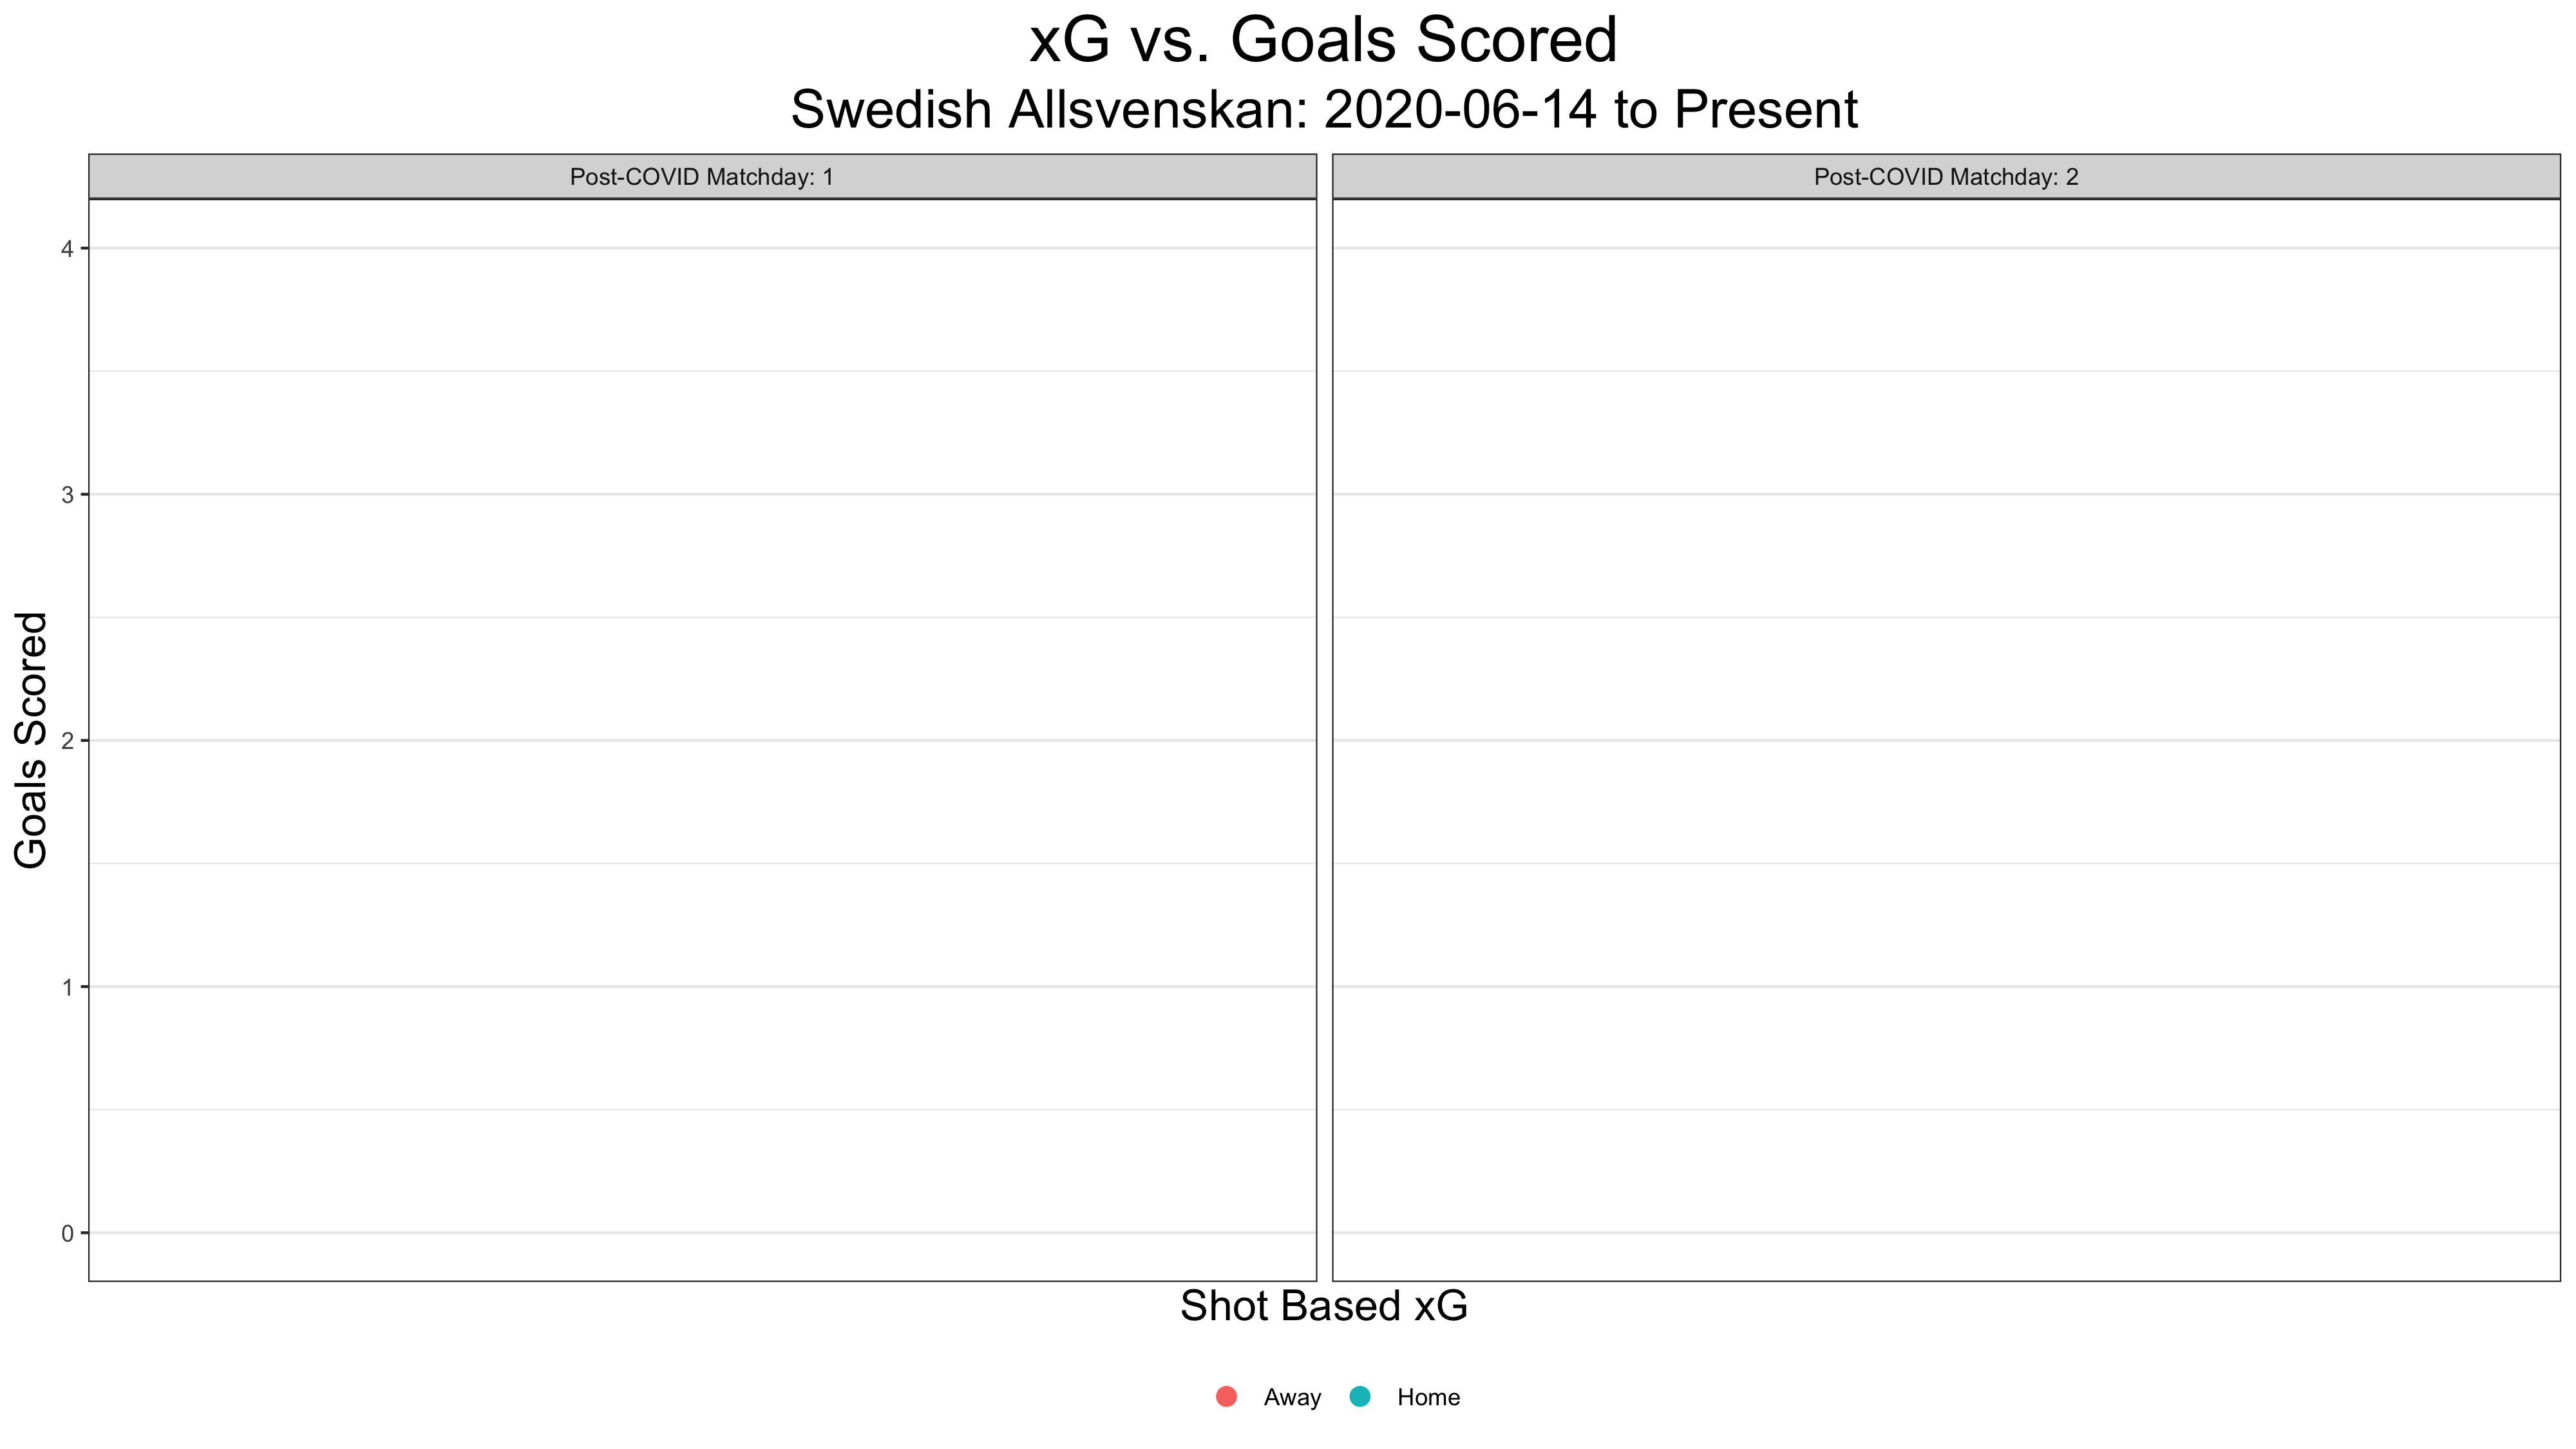 xG vs. Goals Scored
Swedish Allsvenskan: 2020-06-14 to Present
Post-COVID Matchday: 1
Post-COVID Matchday: 2
4
3
2
1
0
Goals Scored
Shot Based xG
Away
Home